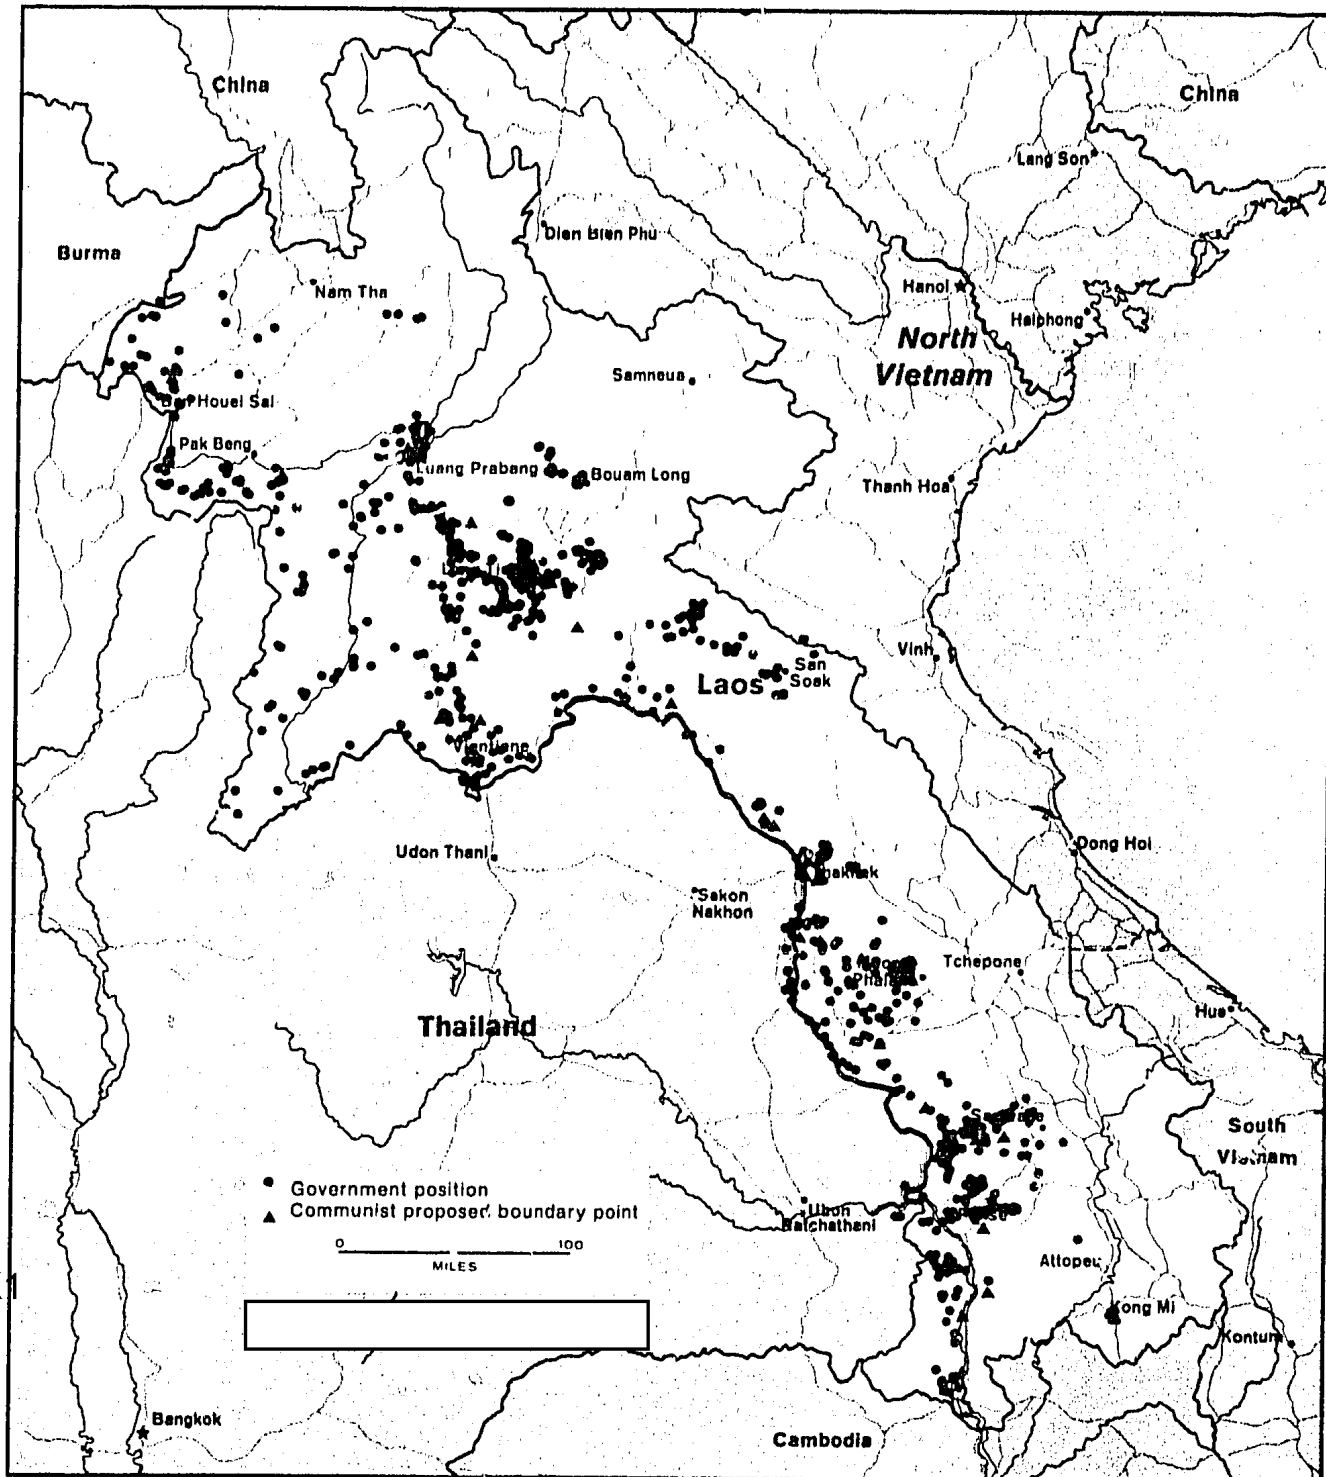 China
China
Lang Son
Dien Bien Phu
Burma
Nam Tha
Hanoi
Haiphong
North
Vietnam
Samneua
Ban Houei Sai
Pak Beng
Luang Prabang
Bouam Long
Thanh Hoa
Vinh
San
Soak
Laos
Vientiane
Udon Thani
Dong Hoi
Sakon
Nakhon
Tchepone
Phalane
Hue
Thailand
Saravane
South
Vietnam
Government position
Communist proposed boundary point
Ubon
Ratchathani
0 100
MILES
Attopeu
Kong Mi
Kontum
Bangkok
Cambodia